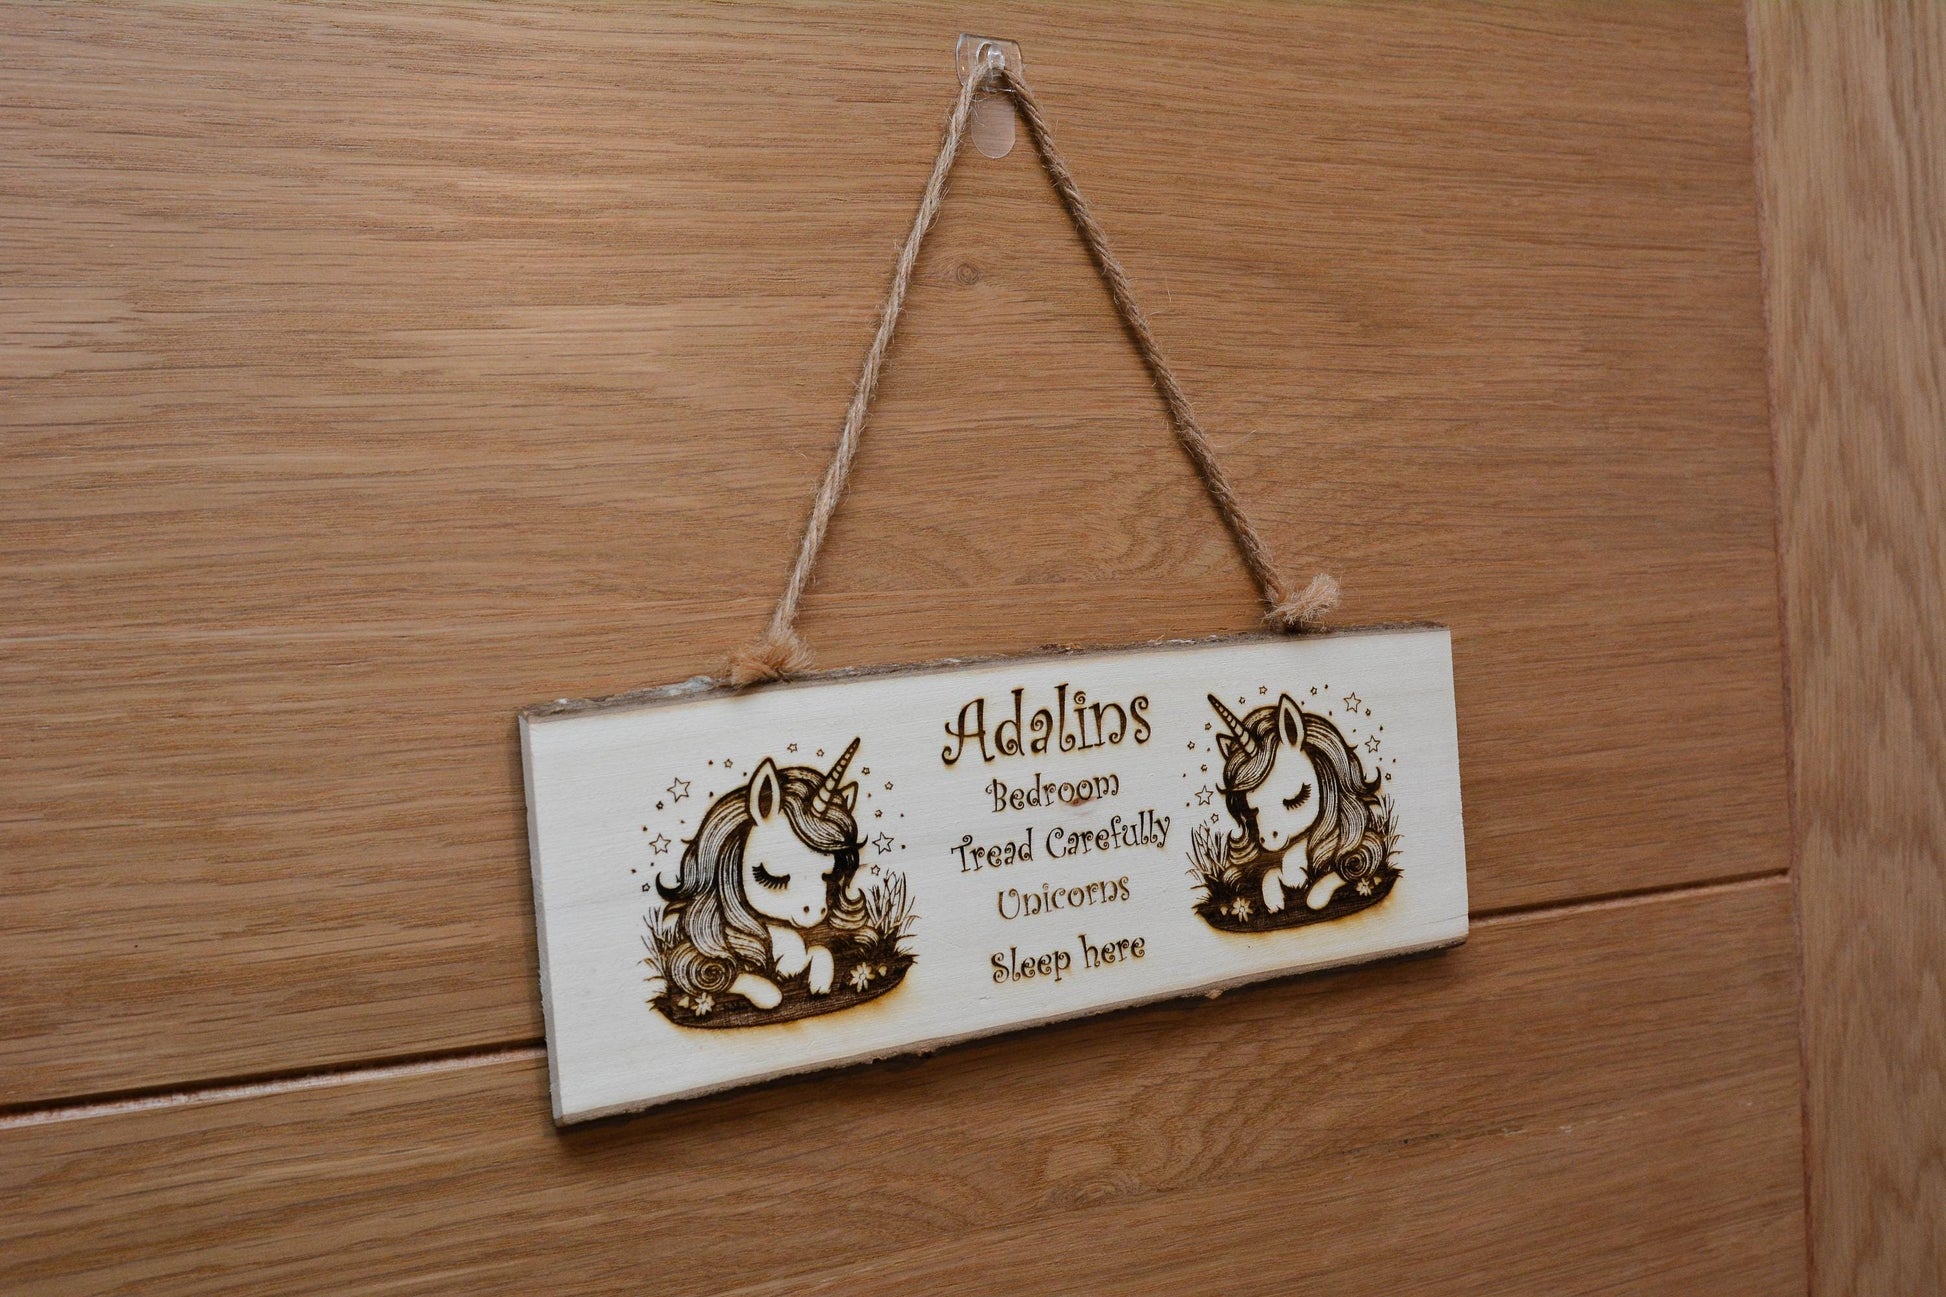 Adalins
Bedroom
Tread Carefully
Unicorns
Sleep here